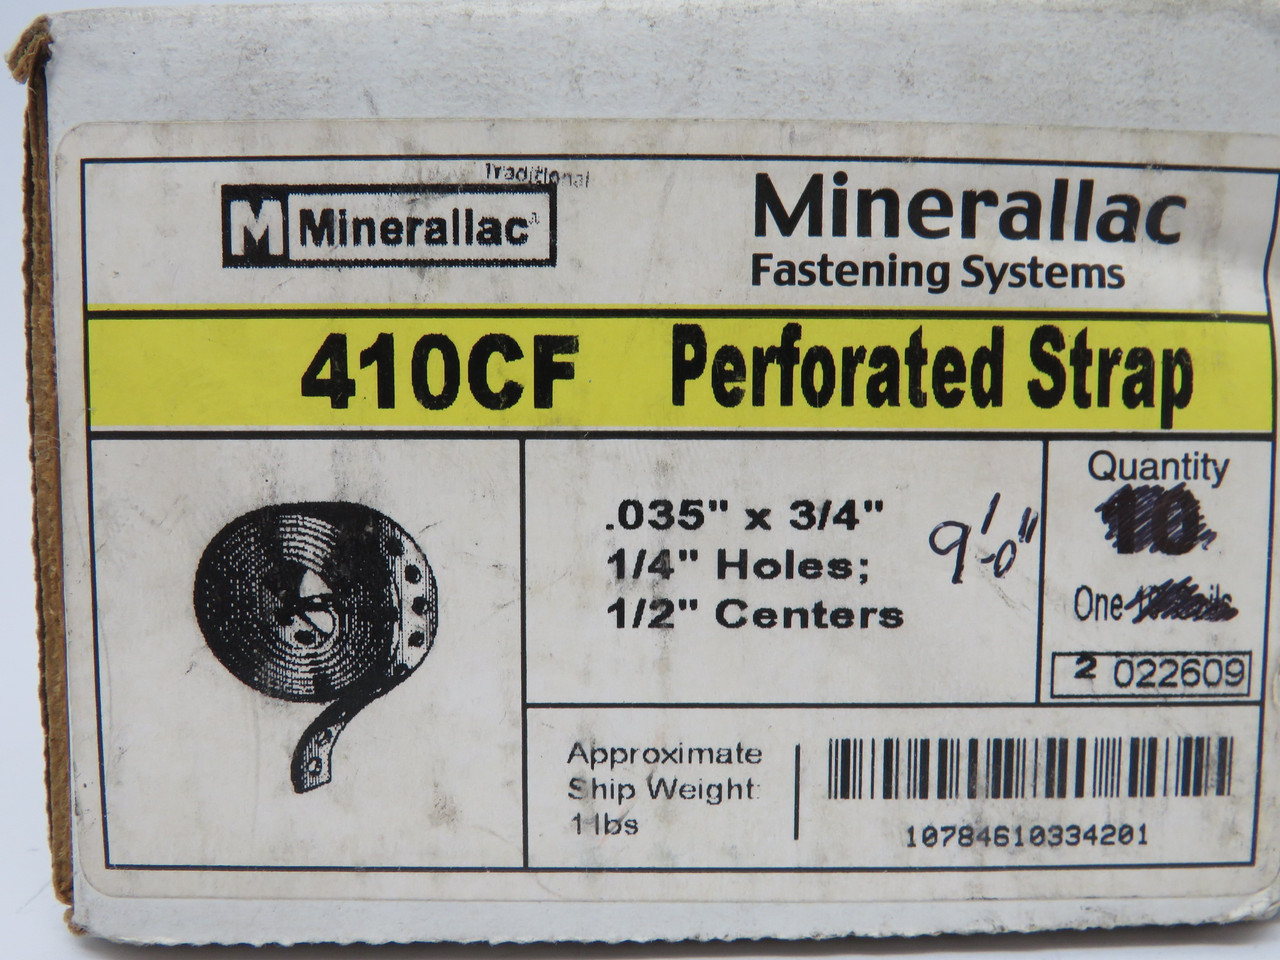 Traditional
M Minerallac
Minerallac
Fastening Systems
410CF Perforated Strap
.035" x 3/4"
1/4" Holes;
1/2" Centers
9'-0"
Quantity
10
One
2 022609
Approximate
Ship Weight:
1 lbs
10784610334201